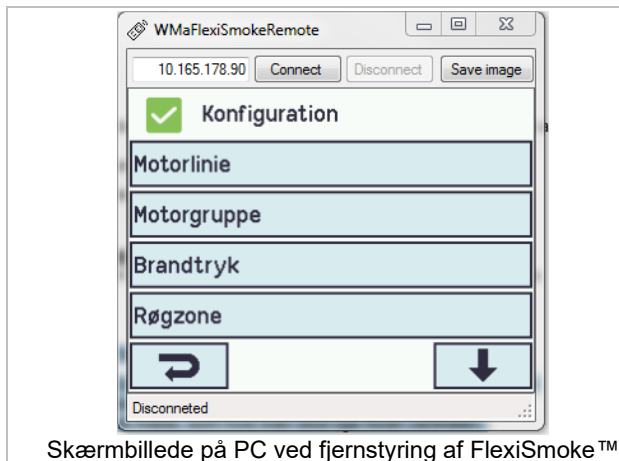 WMaFlexiSmokeRemote
10.165.178.90 Connect Disconnect Save image
Konfiguration
Motorlinie
Motorgruppe
Brandtryk
Røgzone
Disconneted
Skærmbillede på PC ved fjernstyring af FlexiSmoke™